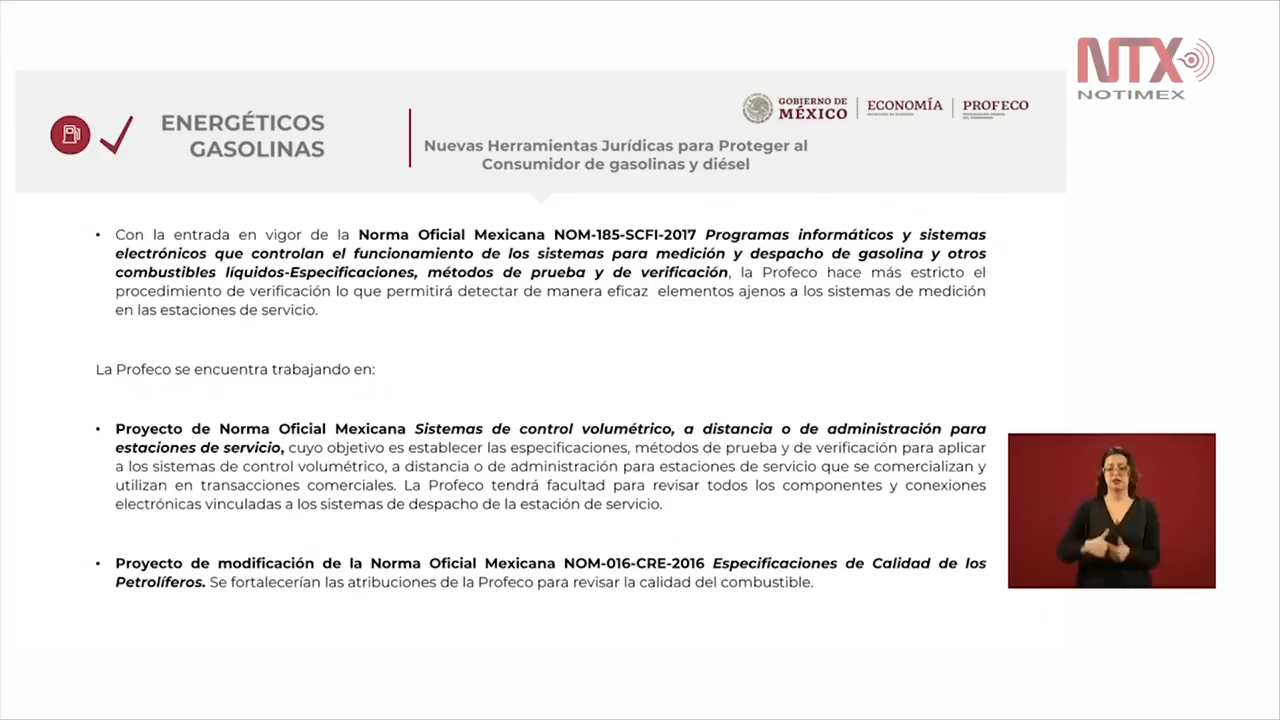 NTX
NOTIMEX
ENERGÉTICOS
GASOLINAS
GOBIERNO DE
MÉXICO
ECONOMÍA
PROFECO
Nuevas Herramientas Jurídicas para Proteger al
Consumidor de gasolinas y diésel
• Con la entrada en vigor de la Norma Oficial Mexicana NOM-185-SCFI-2017 Programas informáticos y sistemas
electrónicos que controlan el funcionamiento de los sistemas para medición y despacho de gasolina y otros
combustibles líquidos-Especificaciones, métodos de prueba y de verificación, la Profeco hace más estricto el
procedimiento de verificación lo que permitirá detectar de manera eficaz elementos ajenos a los sistemas de medición
en las estaciones de servicio.
La Profeco se encuentra trabajando en:
• Proyecto de Norma Oficial Mexicana Sistemas de control volumétrico, a distancia o de administración para
estaciones de servicio, cuyo objetivo es establecer las especificaciones, métodos de prueba y de verificación para aplicar
a los sistemas de control volumétrico, a distancia o de administración para estaciones de servicio que se comercializan y
utilizan en transacciones comerciales. La Profeco tendrá facultad para revisar todos los componentes y conexiones
electrónicas vinculadas a los sistemas de despacho de la estación de servicio.
• Proyecto de modificación de la Norma Oficial Mexicana NOM-016-CRE-2016 Especificaciones de Calidad de los
Petrolíferos. Se fortalecerían las atribuciones de la Profeco para revisar la calidad del combustible.